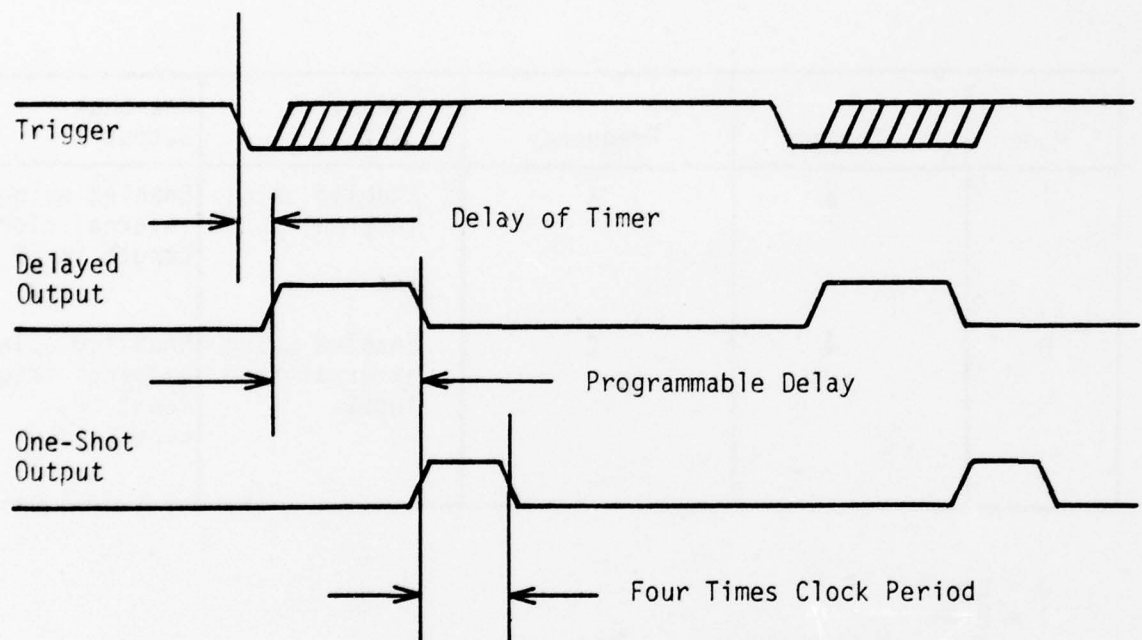 Trigger
Delay of Timer
Delayed
Output
Programmable Delay
One-Shot
Output
Four Times Clock Period